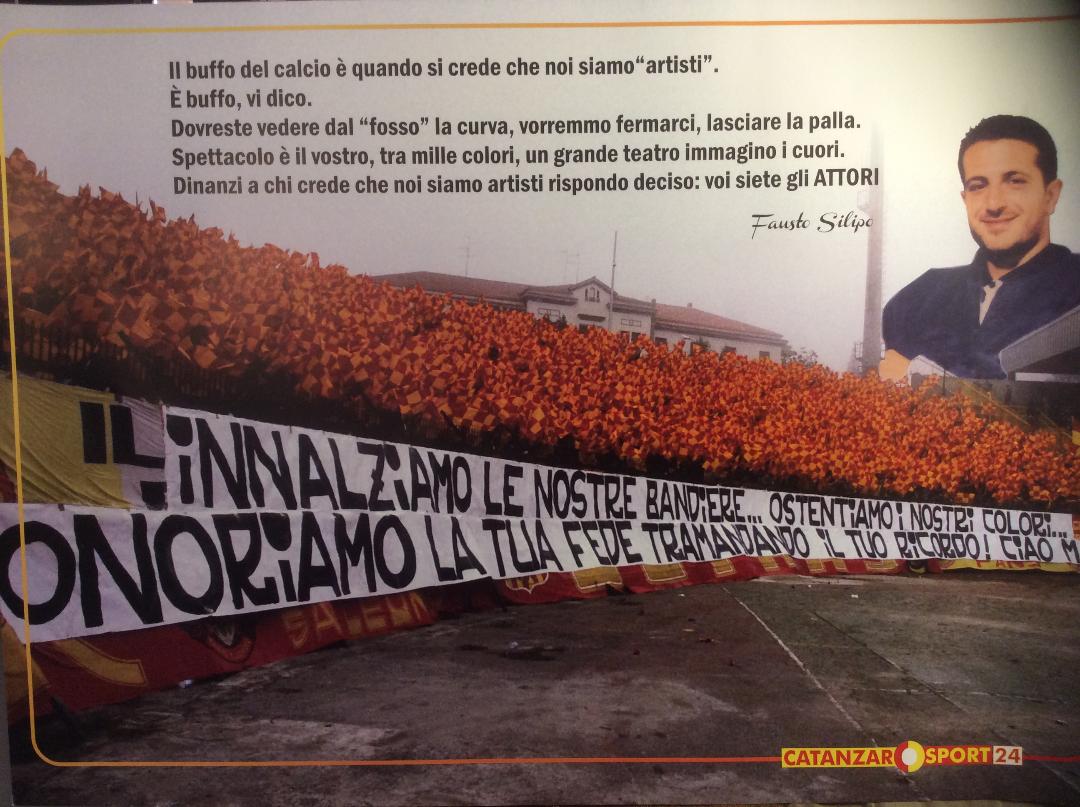 Il buffo del calcio è quando si crede che noi siamo“artisti”.
È buffo, vi dico.
Dovreste vedere dal “fosso” la curva, vorremmo fermarci, lasciare la palla.
Spettacolo è il vostro, tra mille colori, un grande teatro immagino i cuori.
Dinanzi a chi crede che noi siamo artisti rispondo deciso: voi siete gli ATTORI
Fausto Silipo
IL
iNNALZiAMO LE NOSTRE BANDiERE... OSTENTiAMO i NOSTRi COLORi...
ONORiAMO LA TUA FEDE TRAMANDANDO iL TUO RiCORDO! CiAO M
CATANZARO SPORT 24